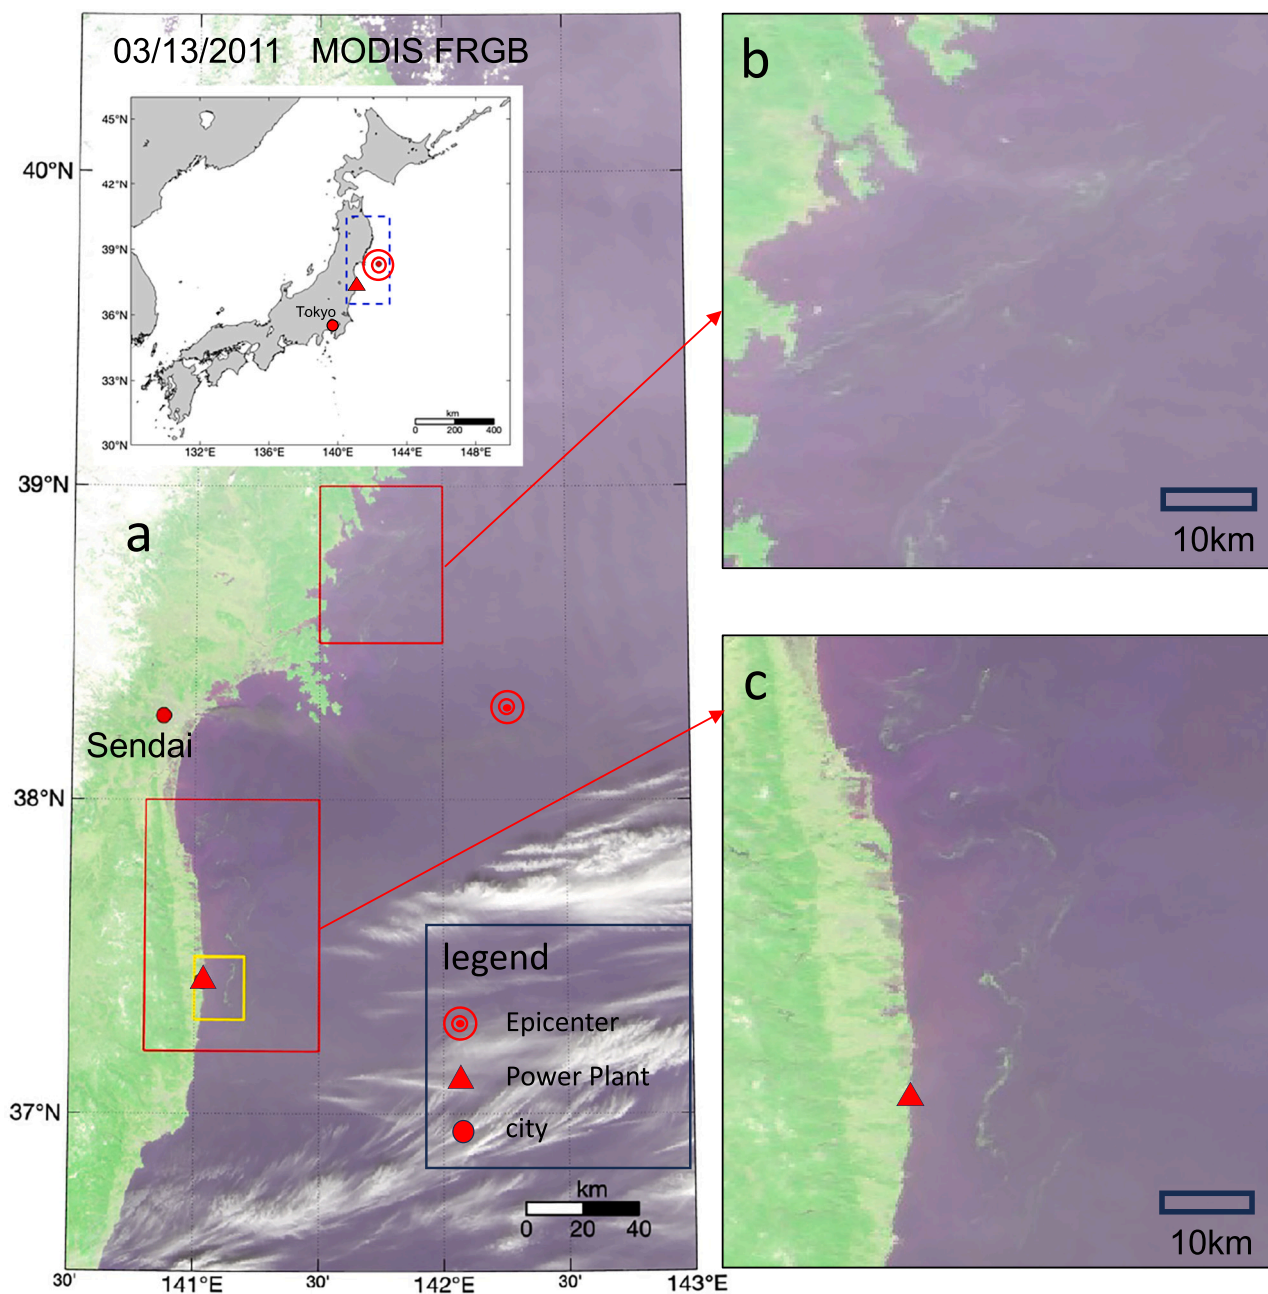 03/13/2011 MODIS FRGB
45°N
42°N
39°N
36°N
33°N
30°N
132°E
136°E
140°E
144°E
148°E
Tokyo
km
0 200 400
40°N
39°N
38°N
37°N
a
Sendai
legend
Epicenter
Power Plant
city
km
0 20 40
30' 141°E 30' 142°E 30' 143°E
b
10km
c
10km